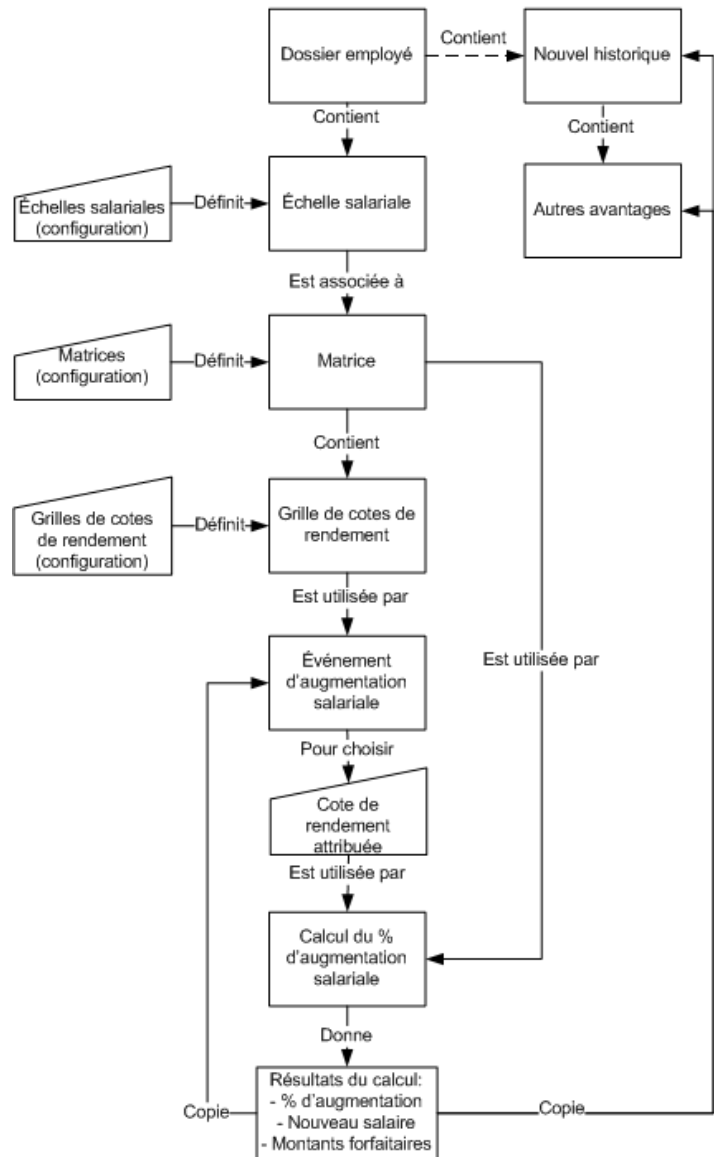 Dossier employé
Contient
Nouvel historique
Contient
Contient
Échelles salariales
(configuration)
Définit
Échelle salariale
Autres avantages
Est associée à
Matrices
(configuration)
Définit
Matrice
Contient
Grilles de cotes
de rendement
(configuration)
Définit
Grille de cotes de
rendement
Est utilisée par
Événement
d'augmentation
salariale
Est utilisée par
Pour choisir
Cote de
rendement
attribuée
Est utilisée par
Calcul du %
d'augmentation
salariale
Donne
Copie
Résultats du calcul:
- % d'augmentation
- Nouveau salaire
- Montants forfaitaires
Copie